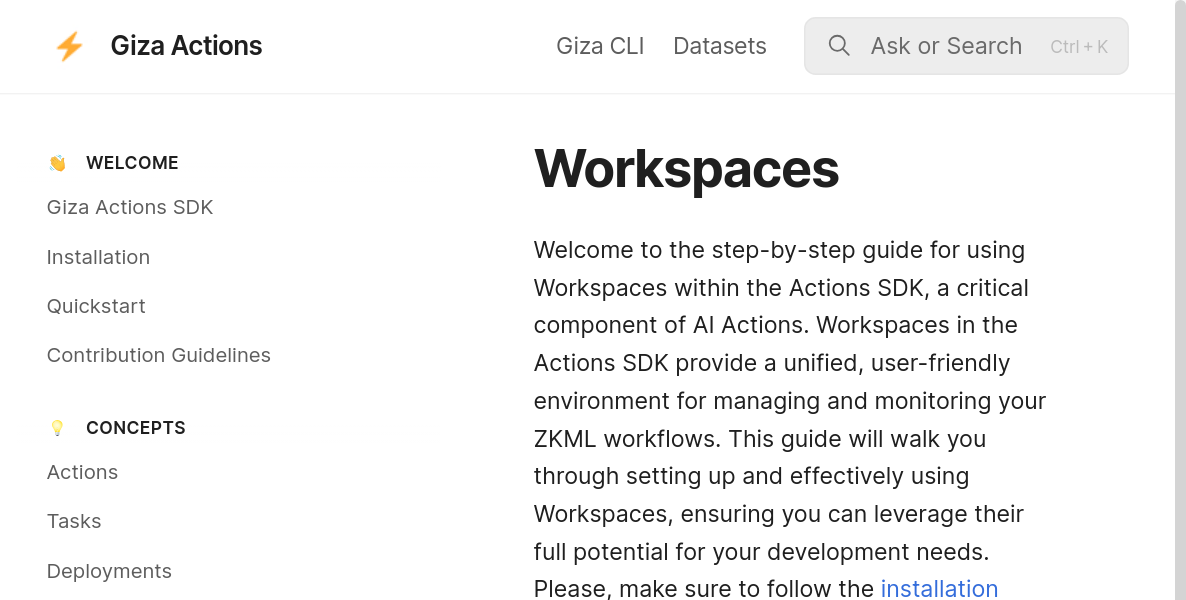 Giza Actions
Giza CLI Datasets Ask or Search Ctrl + K
WELCOME
Giza Actions SDK
Installation
Quickstart
Contribution Guidelines
CONCEPTS
Actions
Tasks
Deployments
Workspaces
Welcome to the step-by-step guide for using
Workspaces within the Actions SDK, a critical
component of AI Actions. Workspaces in the
Actions SDK provide a unified, user-friendly
environment for managing and monitoring your
ZKML workflows. This guide will walk you
through setting up and effectively using
Workspaces, ensuring you can leverage their
full potential for your development needs.
Please, make sure to follow the installation